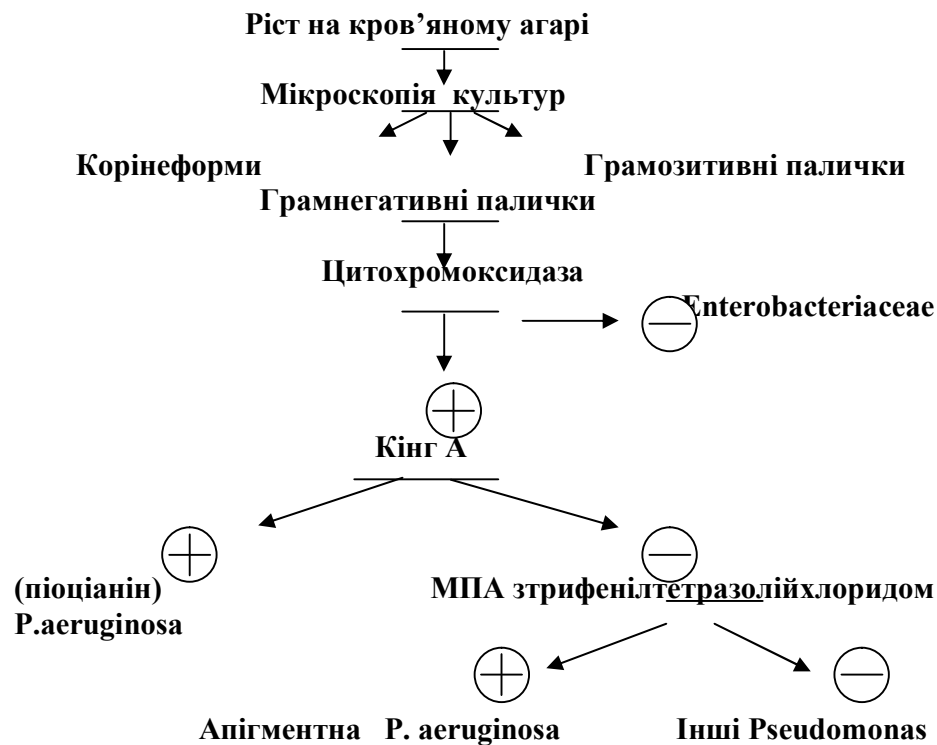 Ріст на кров’яному агарі
Мікроскопія культур
Корінеформи
Грамозитивні палички
Грамнегативні палички
Цитохромоксидаза
Enterobacteriaceae
Кінг А
(піоціанін)
P.aeruginosa
МПА зтрифенілтетразолійхлоридом
Апігментна P. aeruginosa
Інші Pseudomonas